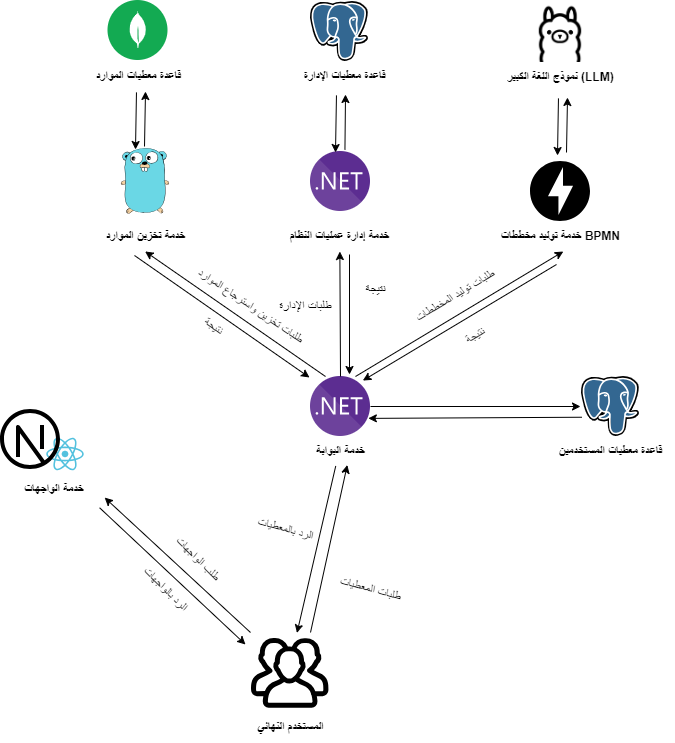 قاعدة معطيات الموارد
قاعدة معطيات الإدارة
نموذج اللغة الكبير (LLM)
.NET
خدمة تخزين الموارد
خدمة إدارة عمليات النظام
خدمة توليد مخططات BPMN
طلبات تخزين واسترجاع الموارد
نتيجة
طلبات الإدارة
نتيجة
طلبات توليد المخططات
نتيجة
.NET
خدمة البوابة
قاعدة معطيات المستخدمين
N
خدمة الواجهات
الرد بالمعطيات
طلبات المعطيات
طلب الواجهات
الرد بالواجهات
المستخدم النهائي